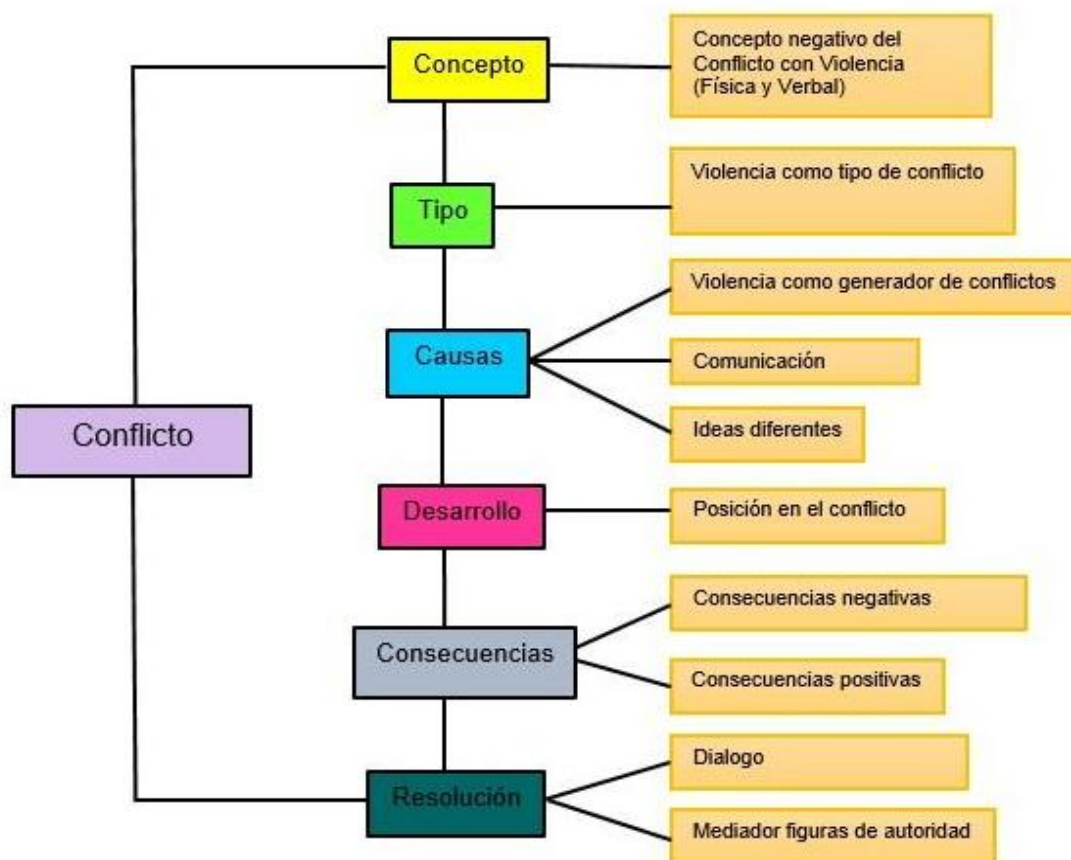 Concepto
Concepto negativo del
Conflicto con Violencia
(Física y Verbal)
Tipo
Violencia como tipo de conflicto
Causas
Violencia como generador de conflictos
Comunicación
Ideas diferentes
Conflicto
Desarrollo
Posición en el conflicto
Consecuencias
Consecuencias negativas
Consecuencias positivas
Resolución
Dialogo
Mediador figuras de autoridad